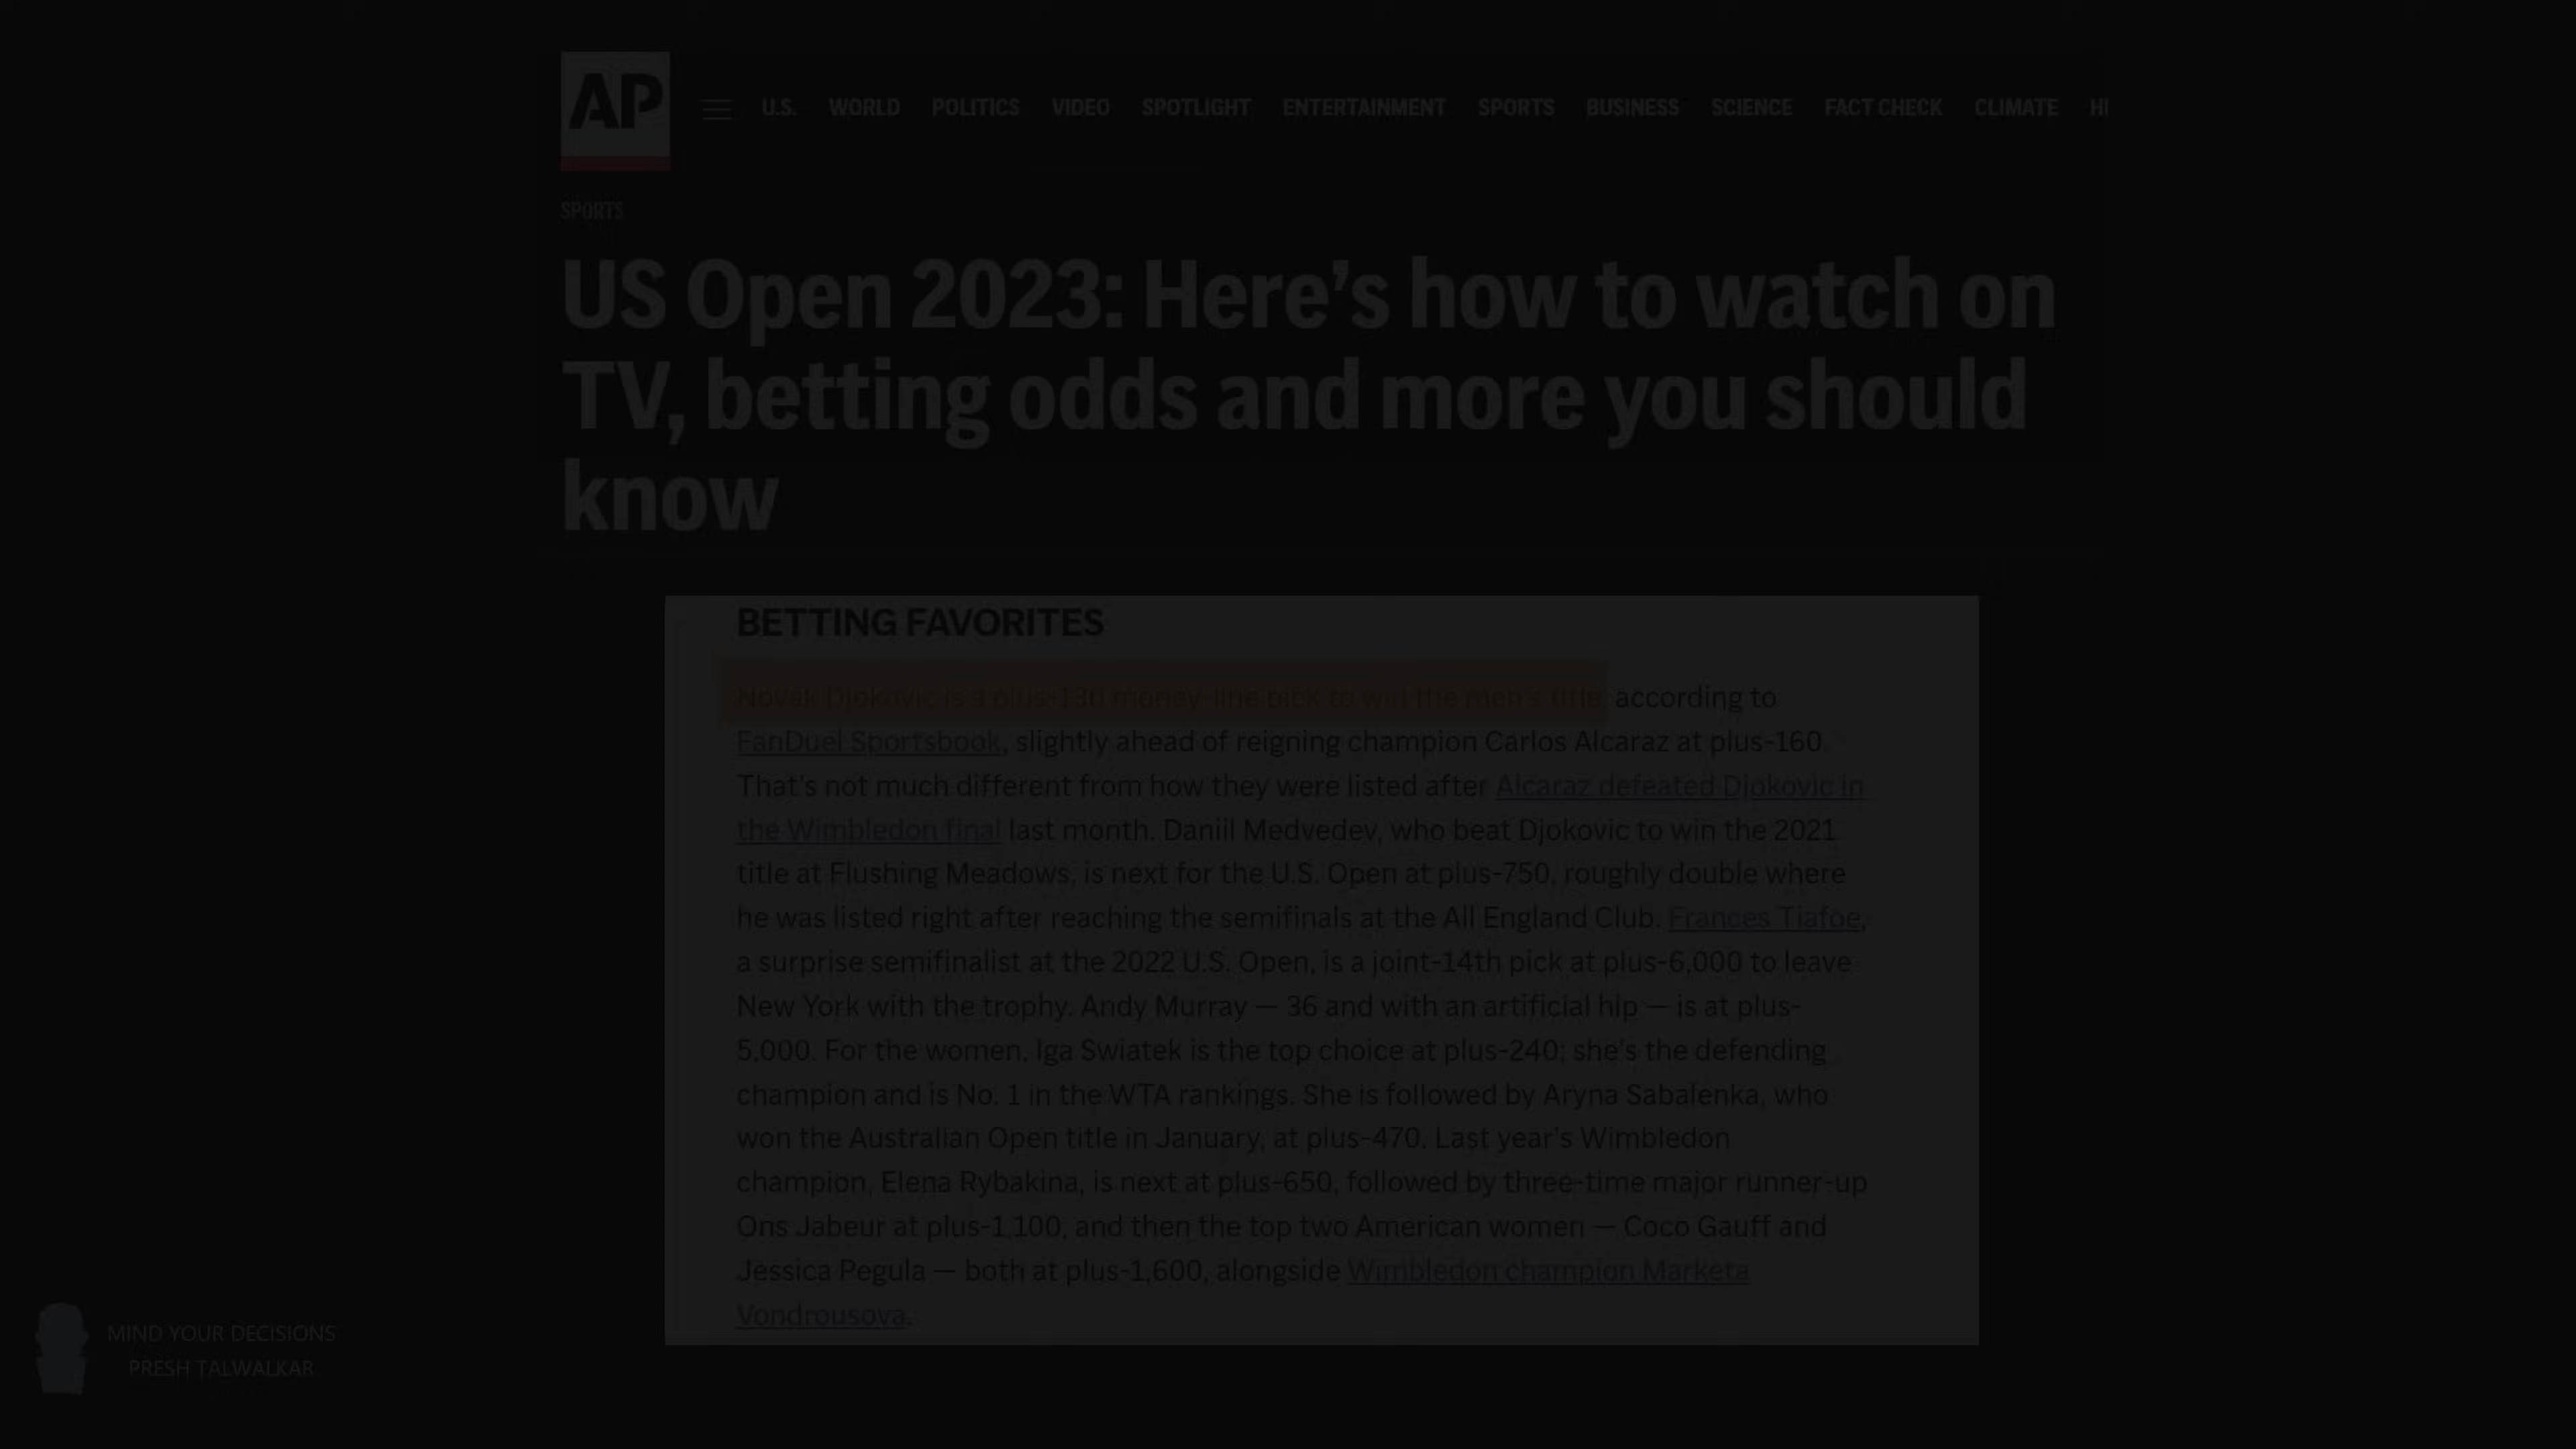 AP
U.S. WORLD POLITICS VIDEO SPOTLIGHT ENTERTAINMENT SPORTS BUSINESS SCIENCE FACT CHECK CLIMATE
SPORTS
US Open 2023: Here’s how to watch on
TV, betting odds and more you should
know
BETTING FAVORITES
Novak Djokovic is a plus-130 money-line pick to win the men’s title, according to
FanDuel Sportsbook, slightly ahead of reigning champion Carlos Alcaraz at plus-160.
That’s not much different from how they were listed after Alcaraz defeated Djokovic in
the Wimbledon final last month. Daniil Medvedev, who beat Djokovic to win the 2021
title at Flushing Meadows, is next for the U.S. Open at plus-750, roughly double where
he was listed right after reaching the semifinals at the All England Club. Frances Tiafoe,
a surprise semifinalist at the 2022 U.S. Open, is a joint-14th pick at plus-6,000 to leave
New York with the trophy. Andy Murray — 36 and with an artificial hip — is at plus-
5,000. For the women, Iga Swiatek is the top choice at plus-240; she’s the defending
champion and is No. 1 in the WTA rankings. She is followed by Aryna Sabalenka, who
won the Australian Open title in January, at plus-470. Last year’s Wimbledon
champion, Elena Rybakina, is next at plus-650, followed by three-time major runner-up
Ons Jabeur at plus-1,100, and then the top two American women — Coco Gauff and
Jessica Pegula — both at plus-1,600, alongside Wimbledon champion Marketa
Vondrousova.
MIND YOUR DECISIONS
PRESH TALWALKAR